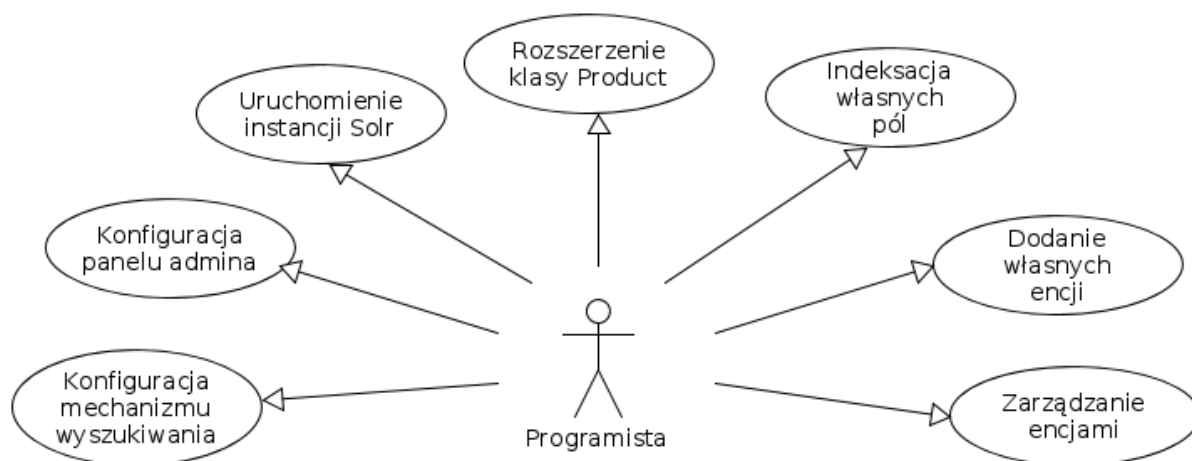 Rozszerzenie
klasy Product
Uruchomienie
instancji Solr
Indeksacja
własnych
pól
Konfiguracja
panelu admina
Dodanie
własnych
encji
Konfiguracja
mechanizmu
wyszukiwania
Zarządzanie
encjami
Programista